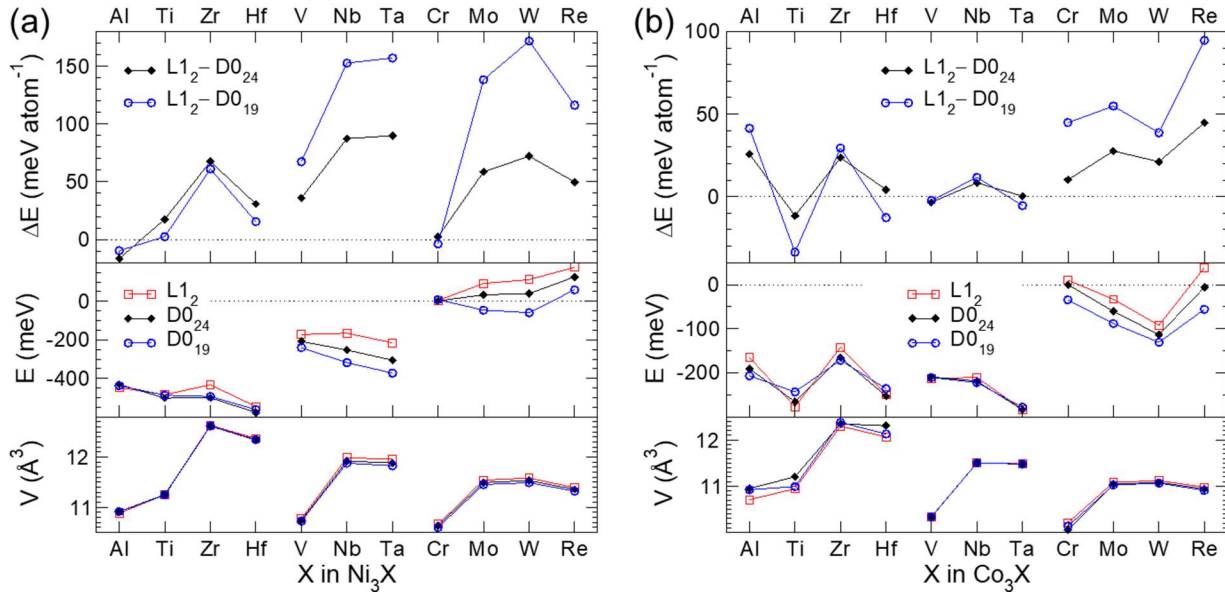 (a)
Al Ti Zr Hf V Nb Ta Cr Mo W Re
ΔE (meV atom⁻¹)
150
100
50
0
L1₂− D0₂₄
L1₂− D0₁₉
E (meV)
0
-200
-400
L1₂
D0₂₄
D0₁₉
V (Å³)
12
11
Al Ti Zr Hf V Nb Ta Cr Mo W Re
X in Ni₃X
(b)
Al Ti Zr Hf V Nb Ta Cr Mo W Re
ΔE (meV atom⁻¹)
100
50
0
L1₂− D0₂₄
L1₂− D0₁₉
E (meV)
0
-100
-200
L1₂
D0₂₄
D0₁₉
V (Å³)
12
11
Al Ti Zr Hf V Nb Ta Cr Mo W Re
X in Co₃X